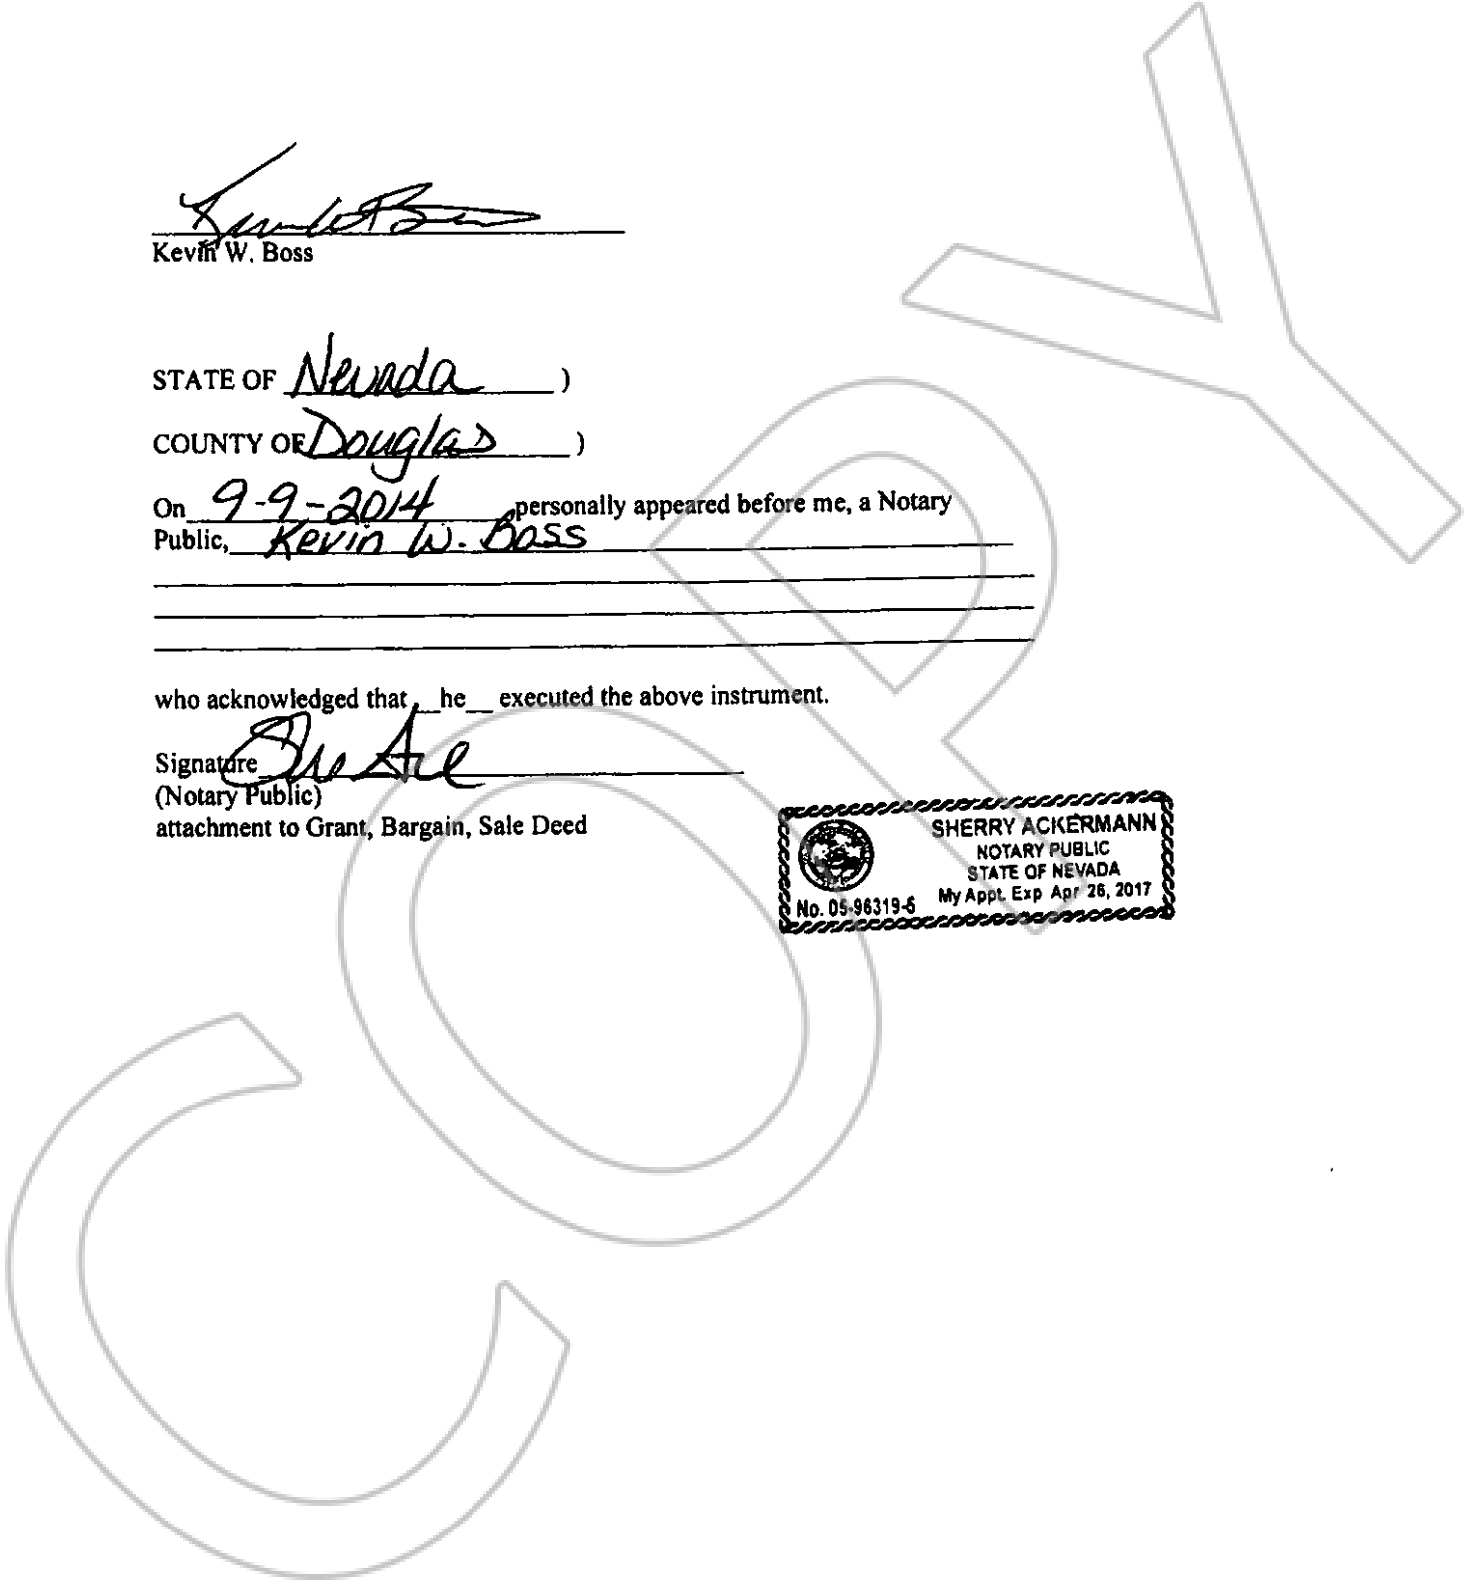 Kevin W. Boss
STATE OF Nevada )
COUNTY OF Douglas )
On 9-9-2014 personally appeared before me, a Notary
Public, Kevin W. Boss
who acknowledged that __he__ executed the above instrument.
Signature
(Notary Public)
attachment to Grant, Bargain, Sale Deed
SHERRY ACKERMANN
NOTARY PUBLIC
STATE OF NEVADA
My Appt. Exp Apr 26, 2017
No. 05-96319-5
COPY